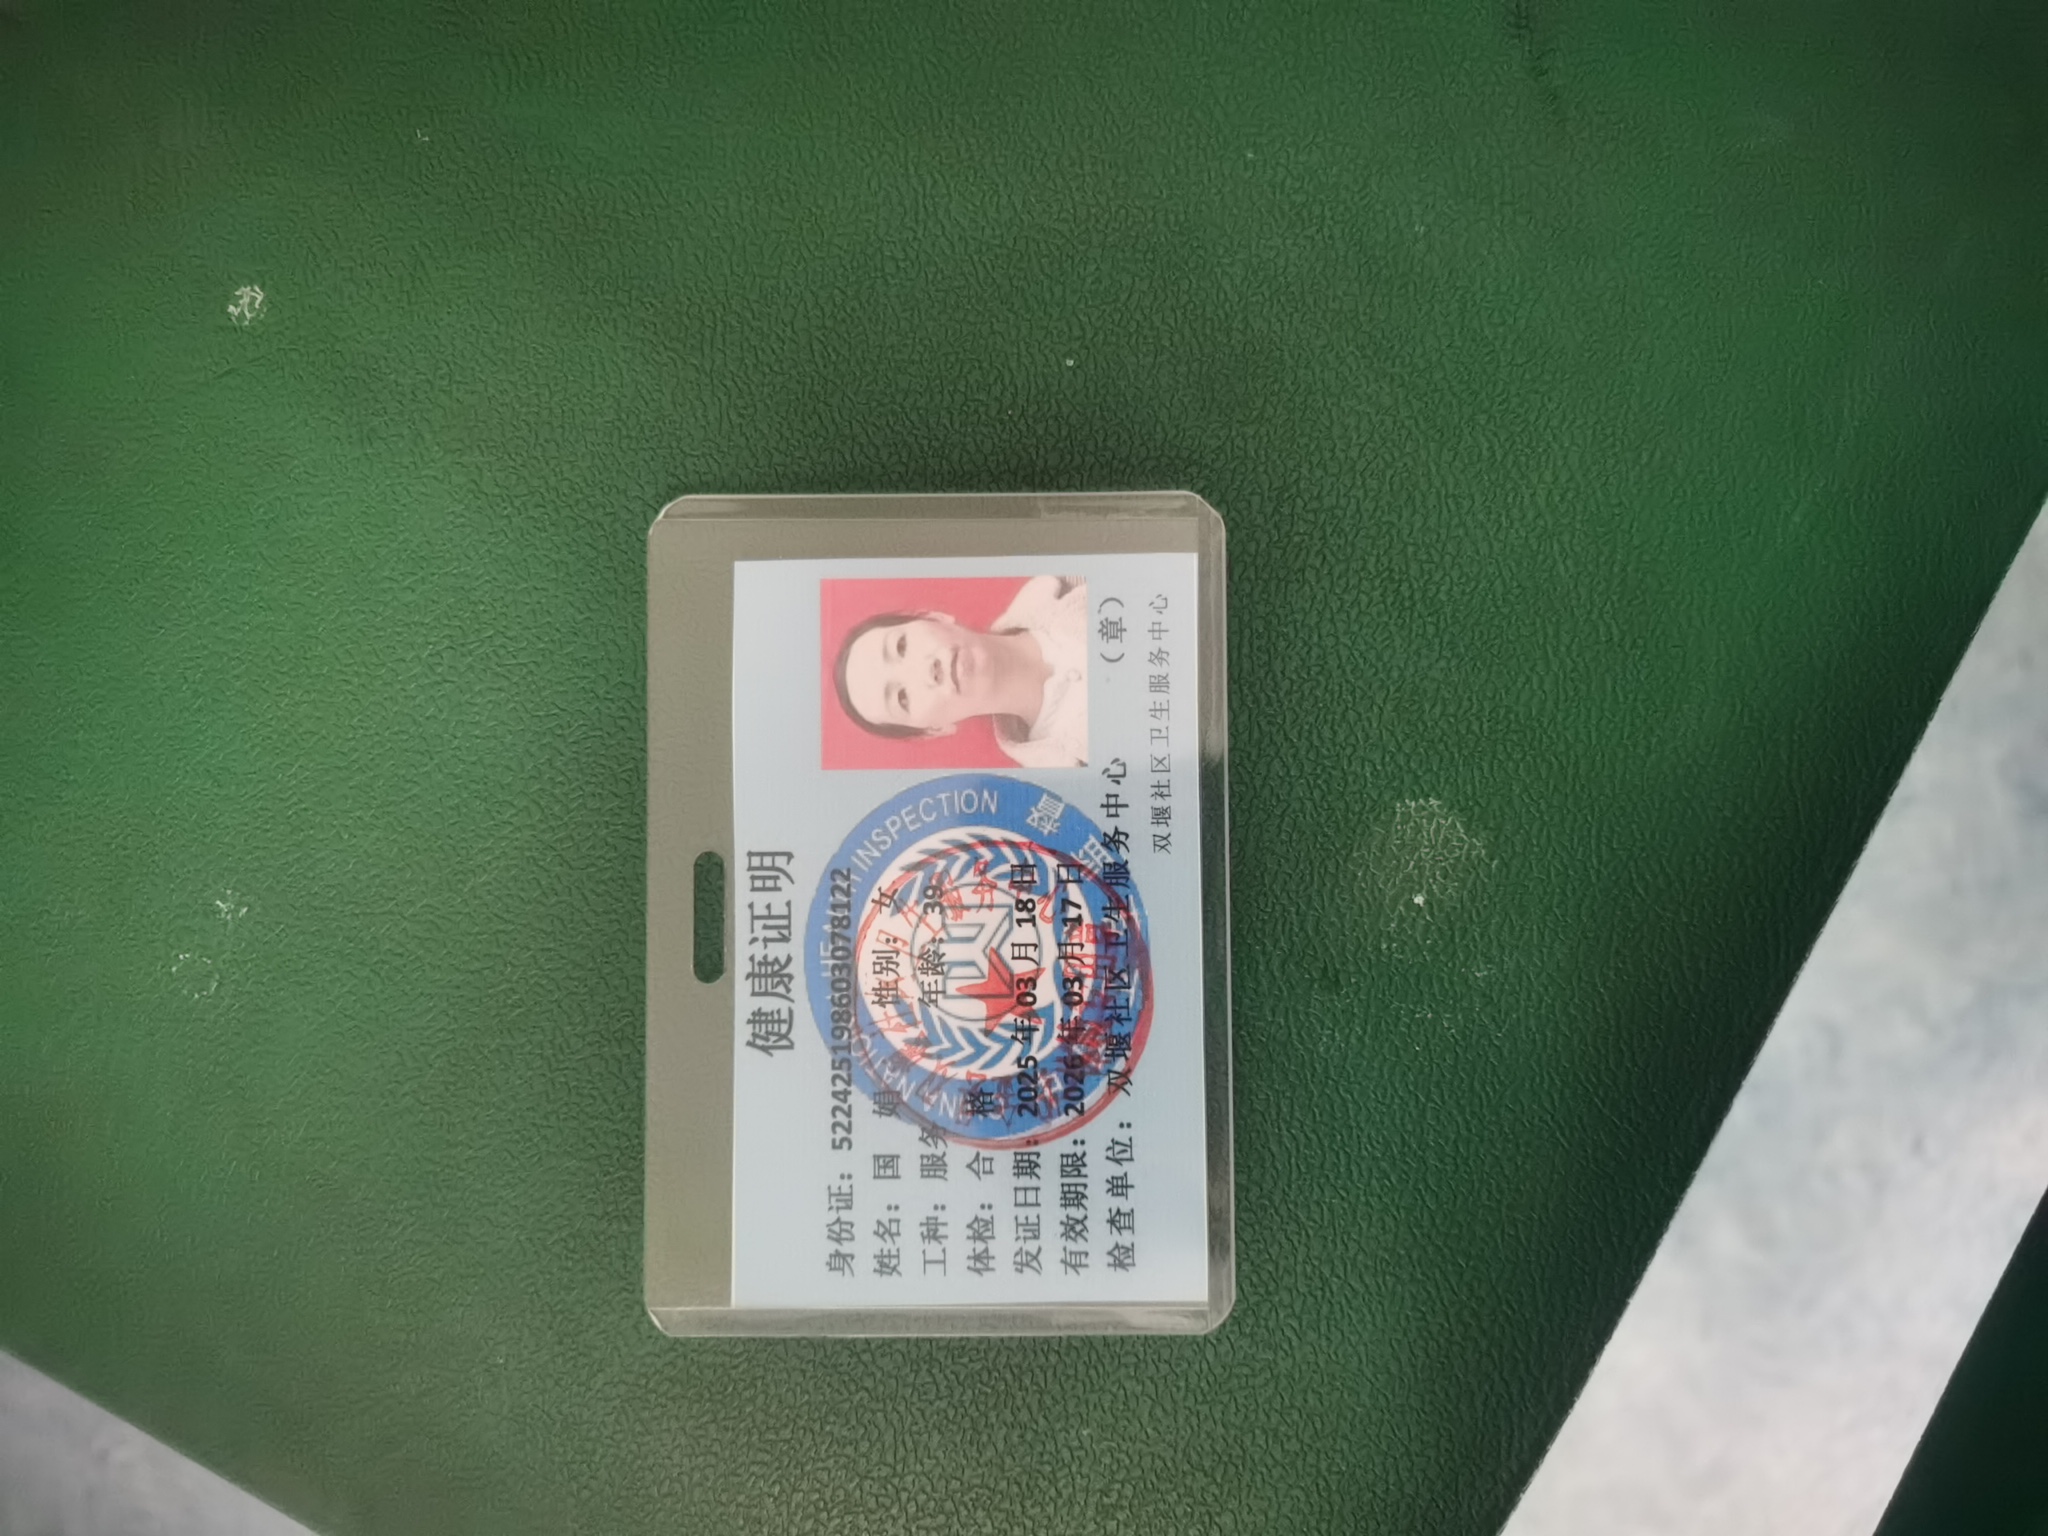 健康证明
身份证：522425198603078122
姓名：国 娟 性别：女
工种：服务 年龄：39
体检：合 格
发证日期：2025年03月18日
有效期限：2026年03月17日
检查单位：双堰社区卫生服务中心 （章）
双堰社区卫生服务中心
INSPECTION